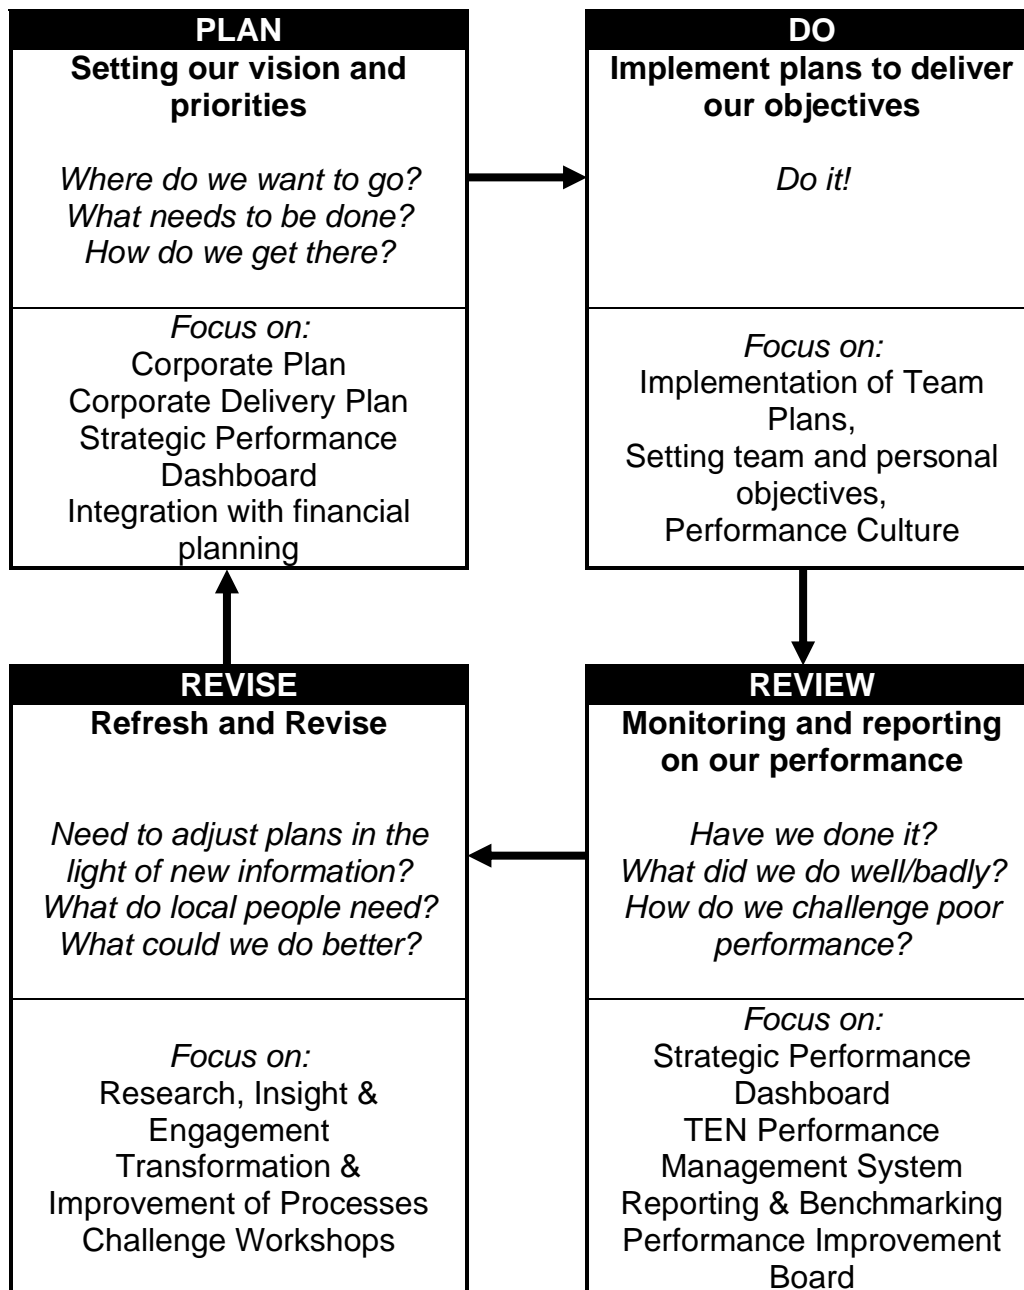 PLAN
Setting our vision and
priorities
Where do we want to go?
What needs to be done?
How do we get there?
Focus on:
Corporate Plan
Corporate Delivery Plan
Strategic Performance
Dashboard
Integration with financial
planning
DO
Implement plans to deliver
our objectives
Do it!
Focus on:
Implementation of Team
Plans,
Setting team and personal
objectives,
Performance Culture
REVISE
Refresh and Revise
Need to adjust plans in the
light of new information?
What do local people need?
What could we do better?
Focus on:
Research, Insight &
Engagement
Transformation &
Improvement of Processes
Challenge Workshops
REVIEW
Monitoring and reporting
on our performance
Have we done it?
What did we do well/badly?
How do we challenge poor
performance?
Focus on:
Strategic Performance
Dashboard
TEN Performance
Management System
Reporting & Benchmarking
Performance Improvement
Board